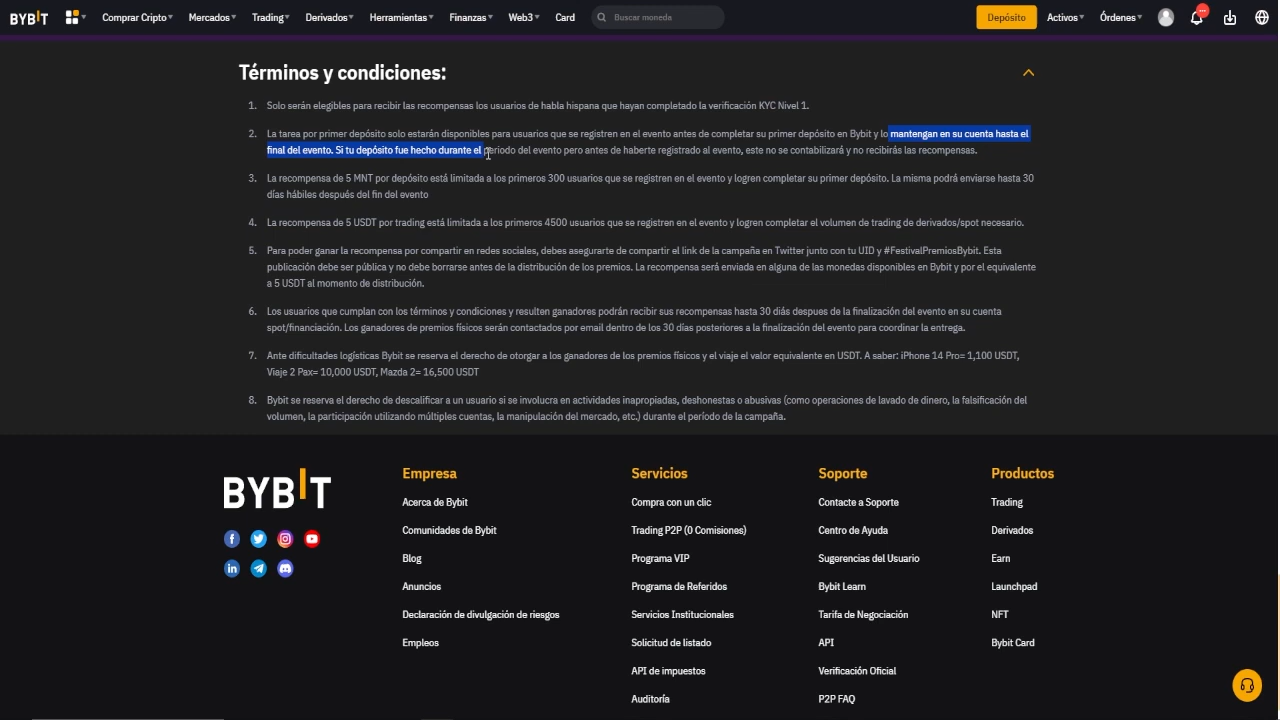 BYBIT
Comprar Cripto
Mercados
Trading
Derivados
Herramientas
Finanzas
Web3
Card
Buscar moneda
Depósito
Activos
Órdenes
Términos y condiciones:
1. Solo serán elegibles para recibir las recompensas los usuarios de habla hispana que hayan completado la verificación KYC Nivel 1.
2. La tarea por primer depósito solo estarán disponibles para usuarios que se registren en el evento antes de completar su primer depósito en Bybit y lo mantengan en su cuenta hasta el
final del evento. Si tu depósito fue hecho durante el periodo del evento pero antes de haberte registrado al evento, este no se contabilizará y no recibirás las recompensas.
3. La recompensa de 5 MNT por depósito está limitada a los primeros 300 usuarios que se registren en el evento y logren completar su primer depósito. La misma podrá enviarse hasta 30
días hábiles después del fin del evento
4. La recompensa de 5 USDT por trading está limitada a los primeros 4500 usuarios que se registren en el evento y logren completar el volumen de trading de derivados/spot necesario.
5. Para poder ganar la recompensa por compartir en redes sociales, debes asegurarte de compartir el link de la campaña en Twitter junto con tu UID y #FestivalPremiosBybit. Esta
publicación debe ser pública y no debe borrarse antes de la distribución de los premios. La recompensa será enviada en alguna de las monedas disponibles en Bybit y por el equivalente
a 5 USDT al momento de distribución.
6. Los usuarios que cumplan con los términos y condiciones y resulten ganadores podrán recibir sus recompensas hasta 30 diás despues de la finalización del evento en su cuenta
spot/financiación. Los ganadores de premios físicos serán contactados por email dentro de los 30 días posteriores a la finalización del evento para coordinar la entrega.
7. Ante dificultades logísticas Bybit se reserva el derecho de otorgar a los ganadores de los premios físicos y el viaje el valor equivalente en USDT. A saber: iPhone 14 Pro= 1,100 USDT,
Viaje 2 Pax= 10,000 USDT, Mazda 2= 16,500 USDT
8. Bybit se reserva el derecho de descalificar a un usuario si se involucra en actividades inapropiadas, deshonestas o abusivas (como operaciones de lavado de dinero, la falsificación del
volumen, la participación utilizando múltiples cuentas, la manipulación del mercado, etc.) durante el período de la campaña.
BYBIT
Empresa
Acerca de Bybit
Comunidades de Bybit
Blog
Anuncios
Declaración de divulgación de riesgos
Empleos
Servicios
Compra con un clic
Trading P2P (0 Comisiones)
Programa VIP
Programa de Referidos
Servicios Institucionales
Solicitud de listado
API de impuestos
Auditoría
Soporte
Contacte a Soporte
Centro de Ayuda
Sugerencias del Usuario
Bybit Learn
Tarifa de Negociación
API
Verificación Oficial
P2P FAQ
Productos
Trading
Derivados
Earn
Launchpad
NFT
Bybit Card